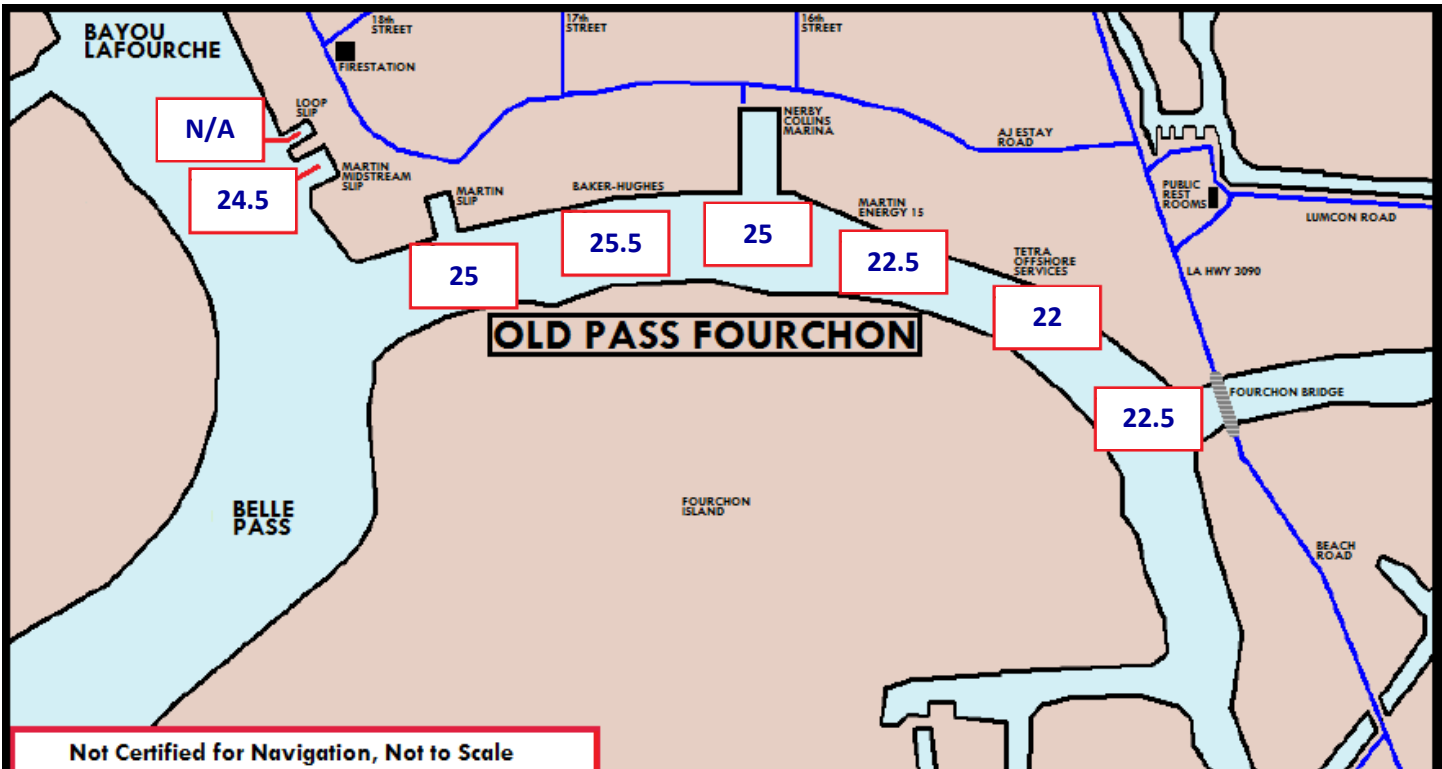 BAYOU
LAFOURCHE
18th
STREET
17th
STREET
16th
STREET
FIRESTATION
LOOP
SLIP
N/A
NERBY
COLLINS
MARINA
AJ ESTAY
ROAD
MARTIN
MIDSTREAM
SLIP
24.5
MARTIN
SLIP
BAKER-HUGHES
MARTIN
ENERGY 15
PUBLIC
REST
ROOMS
LUMCON ROAD
25
25.5
25
22.5
TETRA
OFFSHORE
SERVICES
LA HWY 3090
22
OLD PASS FOURCHON
FOURCHON BRIDGE
22.5
BELLE
PASS
FOURCHON
ISLAND
BEACH
ROAD
Not Certified for Navigation, Not to Scale